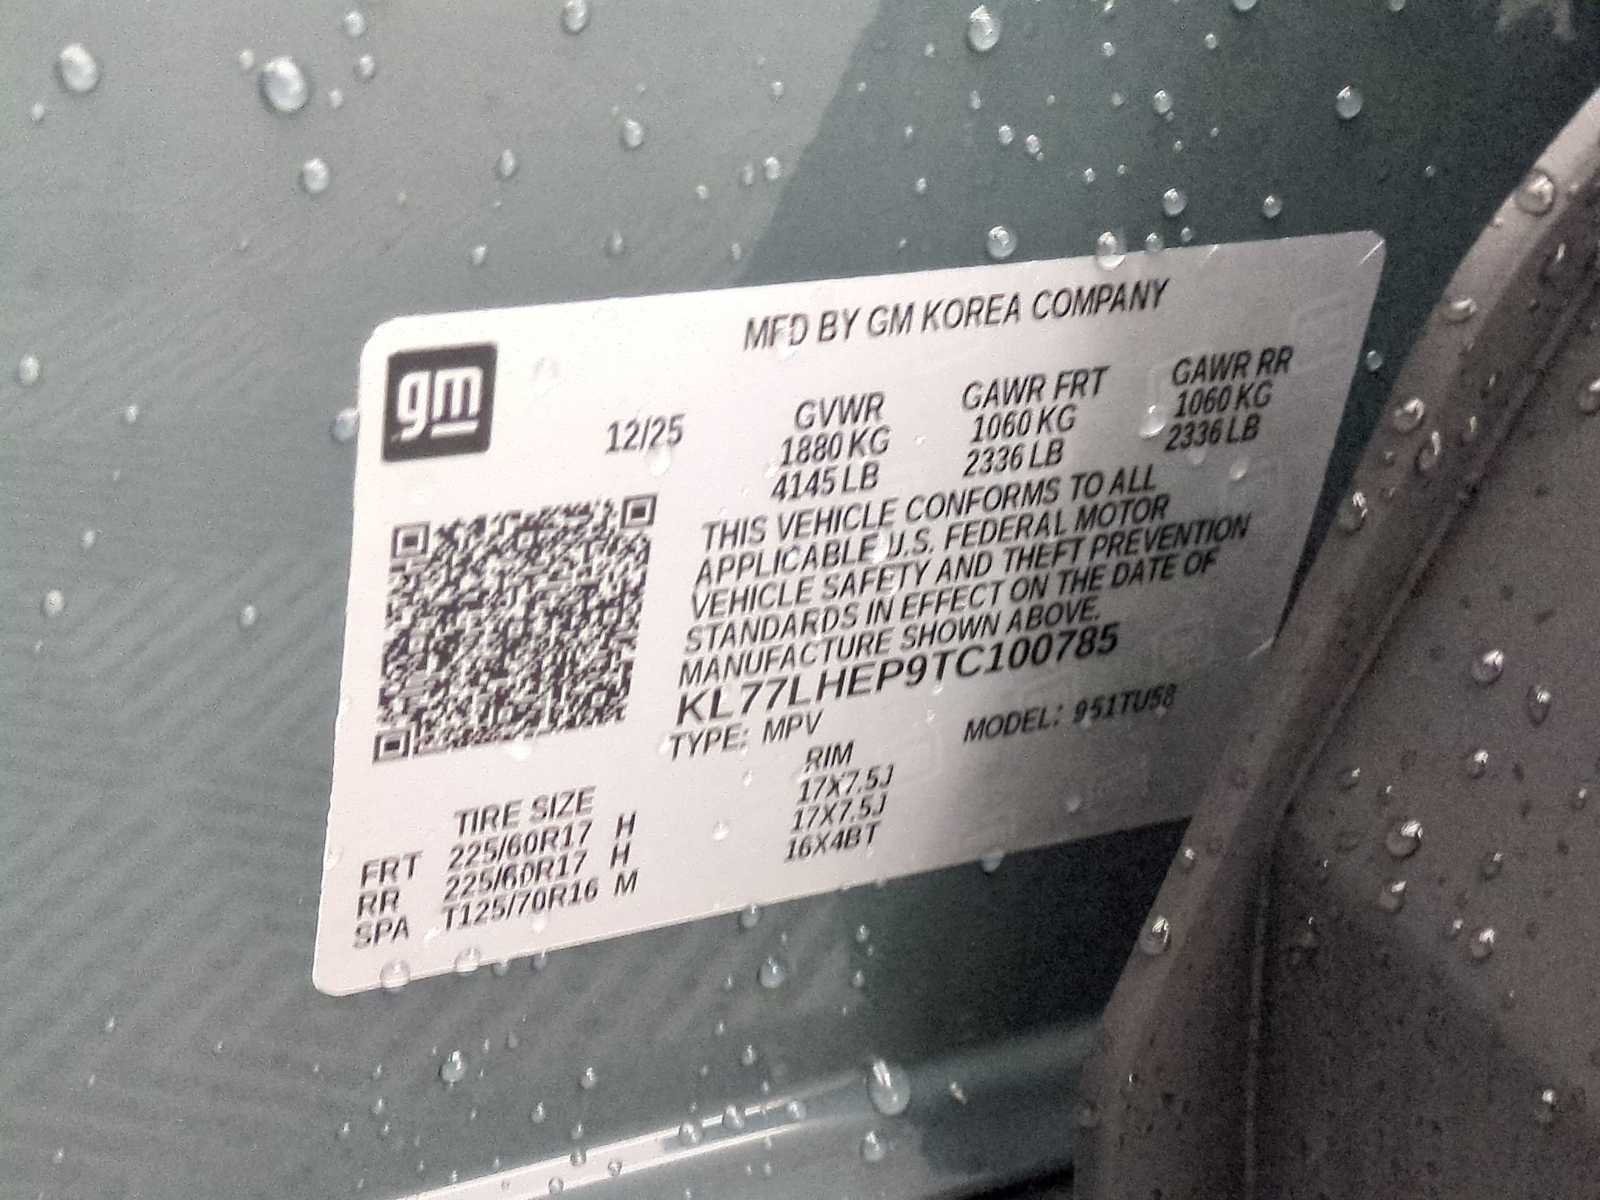 MFD BY GM KOREA COMPANY
gm
12/25
GVWR
1880 KG
4145 LB
GAWR FRT
1060 KG
2336 LB
GAWR RR
1060 KG
2336 LB
THIS VEHICLE CONFORMS TO ALL
APPLICABLE U.S. FEDERAL MOTOR
VEHICLE SAFETY AND THEFT PREVENTION
STANDARDS IN EFFECT ON THE DATE OF
MANUFACTURE SHOWN ABOVE.
KL77LHEP9TC100785
TYPE: MPV MODEL: 951TU58
TIRE SIZE RIM
FRT 225/60R17 H 17X7.5J
RR 225/60R17 H 17X7.5J
SPA T125/70R16 M 16X4BT